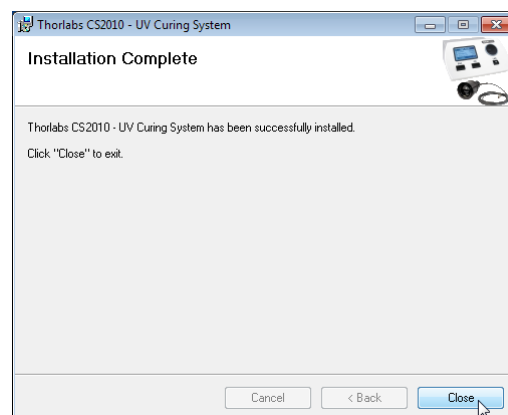 Thorlabs CS2010 - UV Curing System
Installation Complete
Thorlabs CS2010 - UV Curing System has been successfully installed.
Click "Close" to exit.
Cancel
< Back
Close